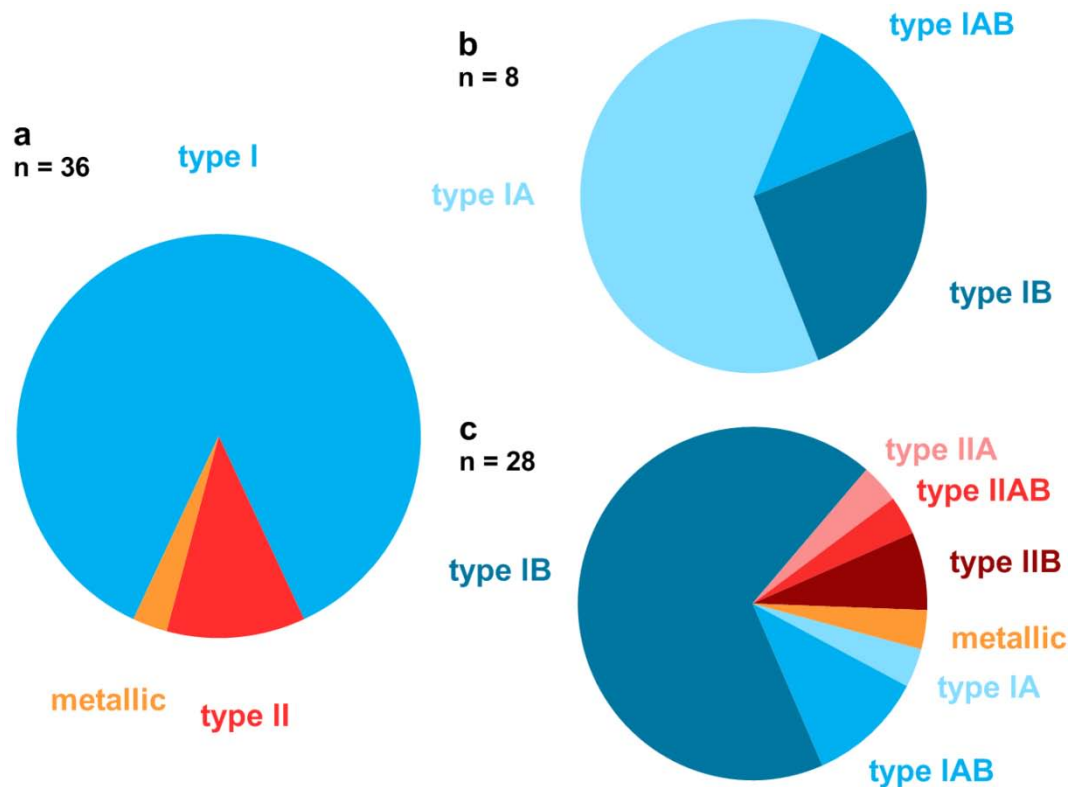 a
n = 36
type I
metallic
type II
b
n = 8
type IAB
type IA
type IB
c
n = 28
type IIA
type IIAB
type IIB
metallic
type IA
type IAB
type IB